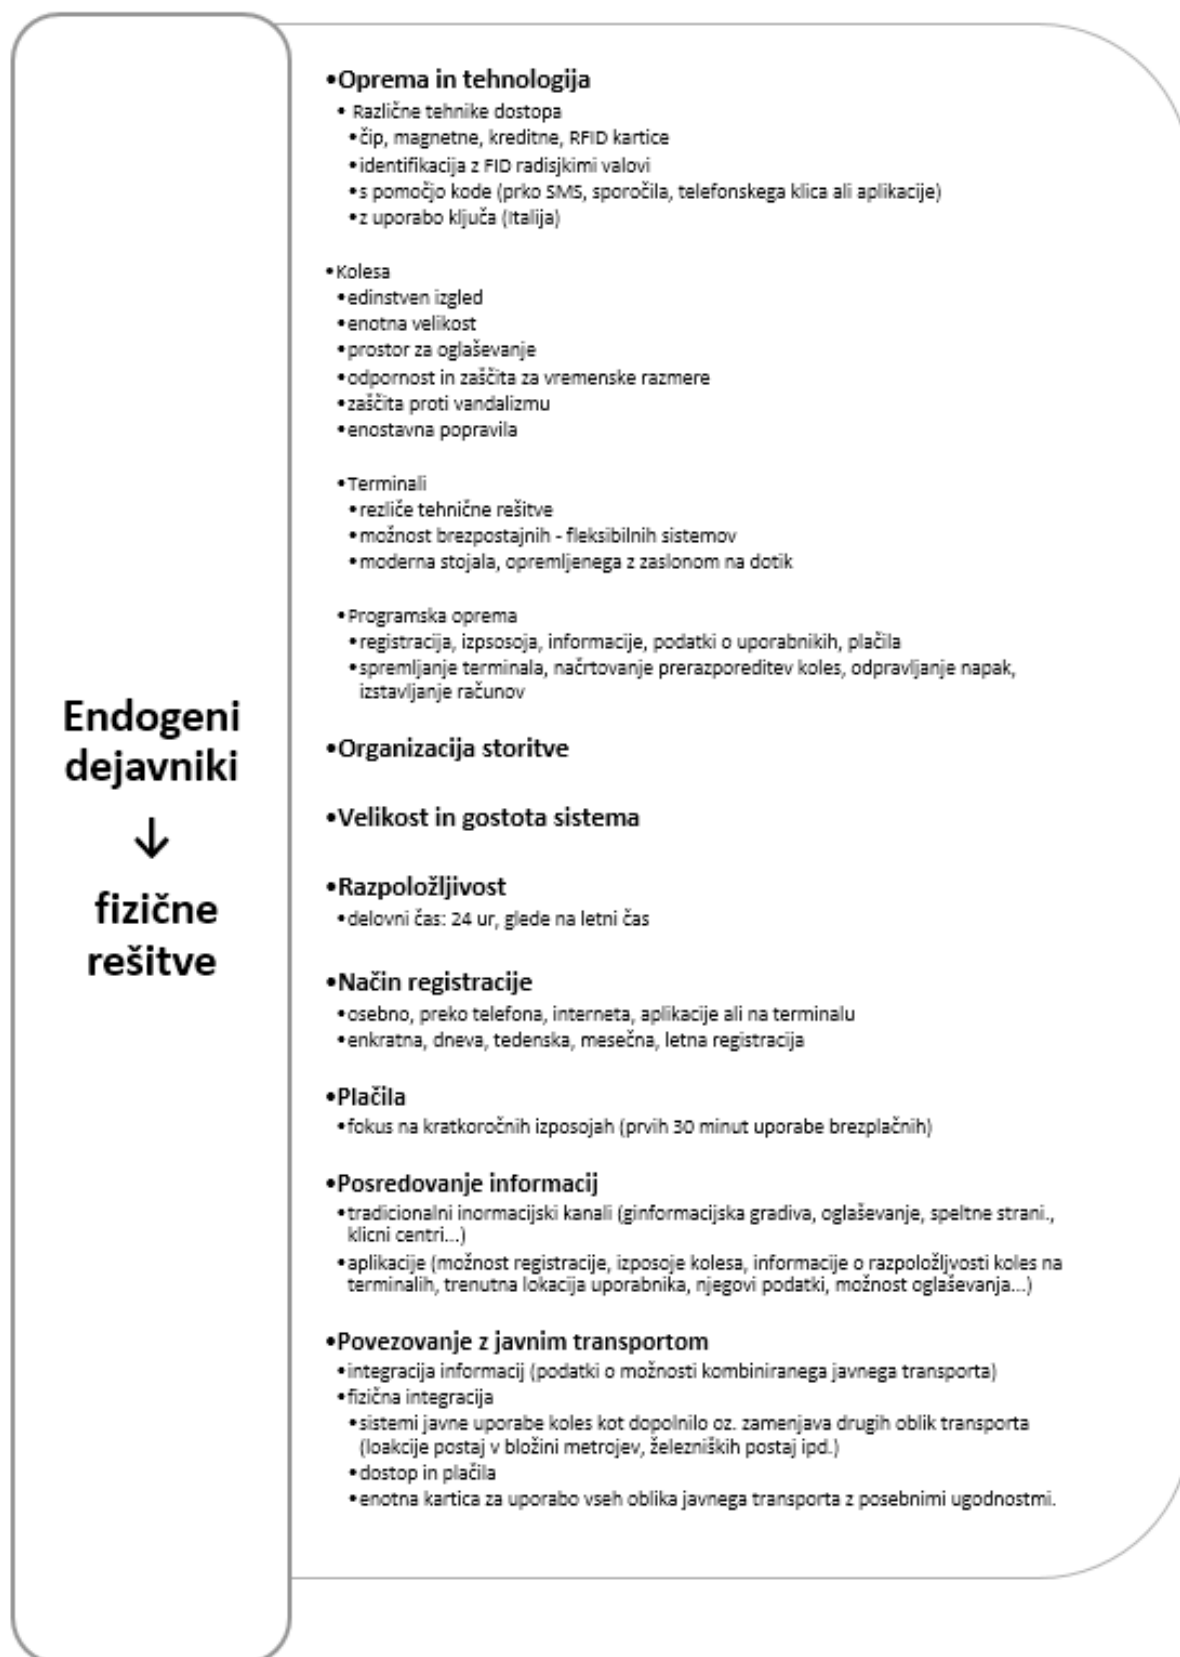 Endogeni
dejavniki
↓
fizične
rešitve
•Oprema in tehnologija
• Različne tehnike dostopa
•čip, magnetne, kreditne, RFID kartice
•identifikacija z FID radisjkimi valovi
•s pomočjo kode (prko SMS, sporočila, telefonskega klica ali aplikacije)
•z uporabo ključa (Italija)
•Kolesa
•edinstven izgled
•enotna velikost
•prostor za oglaševanje
•odpornost in zaščita za vremenske razmere
•zaščita proti vandalizmu
•enostavna popravila
•Terminali
•rezliče tehnične rešitve
•možnost brezpostajnih - fleksibilnih sistemov
•moderna stojala, opremljenega z zaslonom na dotik
•Programska oprema
•registracija, izpsosoja, informacije, podatki o uporabnikih, plačila
•spremljanje terminala, načrtovanje prerazporeditev koles, odpravljanje napak,
izstavljanje računov
•Organizacija storitve
•Velikost in gostota sistema
•Razpoložljivost
•delovni čas: 24 ur, glede na letni čas
•Način registracije
•osebno, preko telefona, interneta, aplikacije ali na terminalu
•enkratna, dneva, tedenska, mesečna, letna registracija
•Plačila
•fokus na kratkoročnih izposojah (prvih 30 minut uporabe brezplačnih)
•Posredovanje informacij
•tradicionalni inormacijski kanali (ginformacijska gradiva, oglaševanje, speltne strani.,
klicni centri...)
•aplikacije (možnost registracije, izposoje kolesa, informacije o razpoložljvosti koles na
terminalih, trenutna lokacija uporabnika, njegovi podatki, možnost oglaševanja...)
•Povezovanje z javnim transportom
•integracija informacij (podatki o možnosti kombiniranega javnega transporta)
•fizična integracija
•sistemi javne uporabe koles kot dopolnilo oz. zamenjava drugih oblik transporta
(loakcije postaj v bložini metrojev, železniških postaj ipd.)
•dostop in plačila
•enotna kartica za uporabo vseh oblika javnega transporta z posebnimi ugodnostmi.